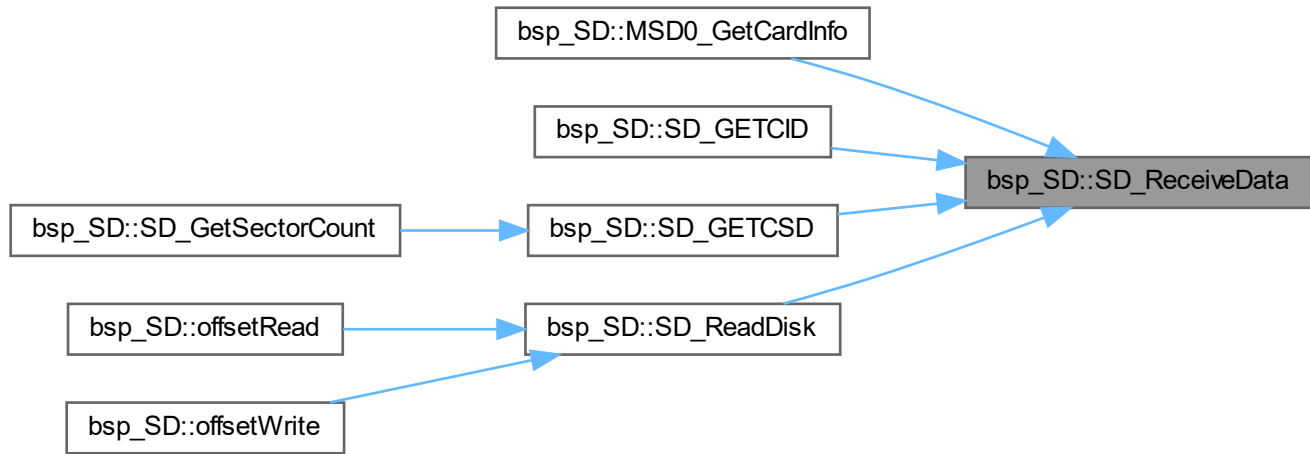 bsp_SD::MSD0_GetCardInfo
bsp_SD::SD_GETCID
bsp_SD::SD_ReceiveData
bsp_SD::SD_GetSectorCount
bsp_SD::SD_GETCSD
bsp_SD::offsetRead
bsp_SD::SD_ReadDisk
bsp_SD::offsetWrite